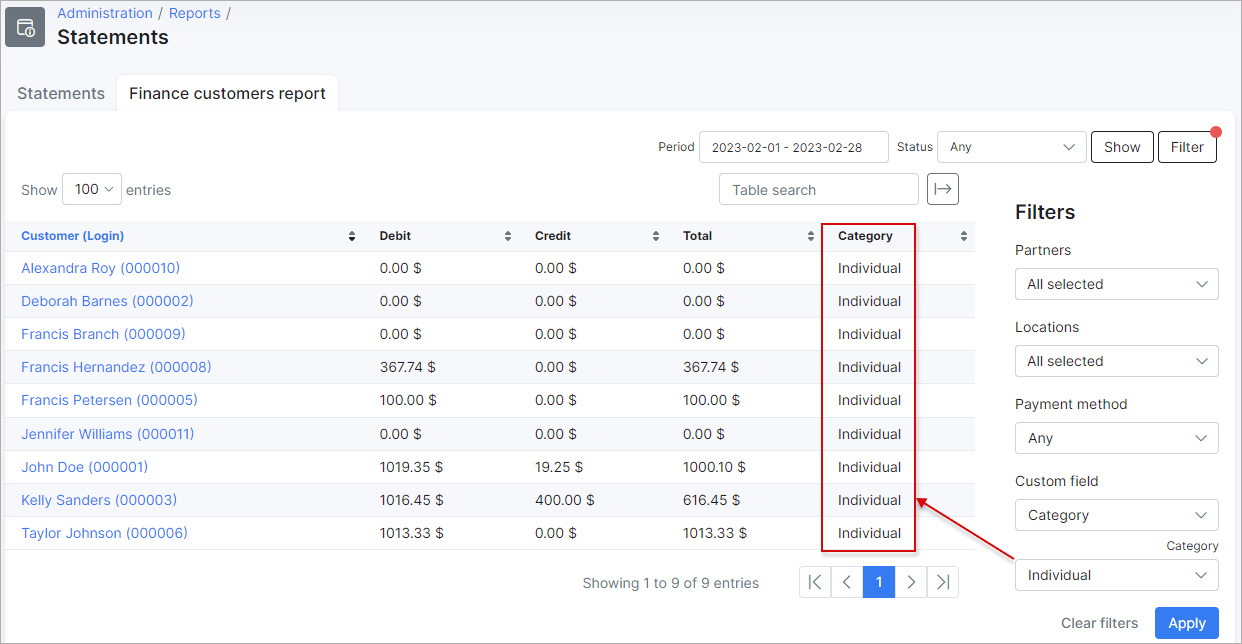 Administration / Reports /
Statements
Statements Finance customers report
Period 2023-02-01 - 2023-02-28 Status Any Show Filter
Show 100 entries Table search
Customer (Login) Debit Credit Total Category
Alexandra Roy (000010) 0.00 $ 0.00 $ 0.00 $ Individual
Deborah Barnes (000002) 0.00 $ 0.00 $ 0.00 $ Individual
Francis Branch (000009) 0.00 $ 0.00 $ 0.00 $ Individual
Francis Hernandez (000008) 367.74 $ 0.00 $ 367.74 $ Individual
Francis Petersen (000005) 100.00 $ 0.00 $ 100.00 $ Individual
Jennifer Williams (000011) 0.00 $ 0.00 $ 0.00 $ Individual
John Doe (000001) 1019.35 $ 19.25 $ 1000.10 $ Individual
Kelly Sanders (000003) 1016.45 $ 400.00 $ 616.45 $ Individual
Taylor Johnson (000006) 1013.33 $ 0.00 $ 1013.33 $ Individual
Showing 1 to 9 of 9 entries 1
Filters
Partners
All selected
Locations
All selected
Payment method
Any
Custom field
Category
Category
Individual
Clear filters Apply